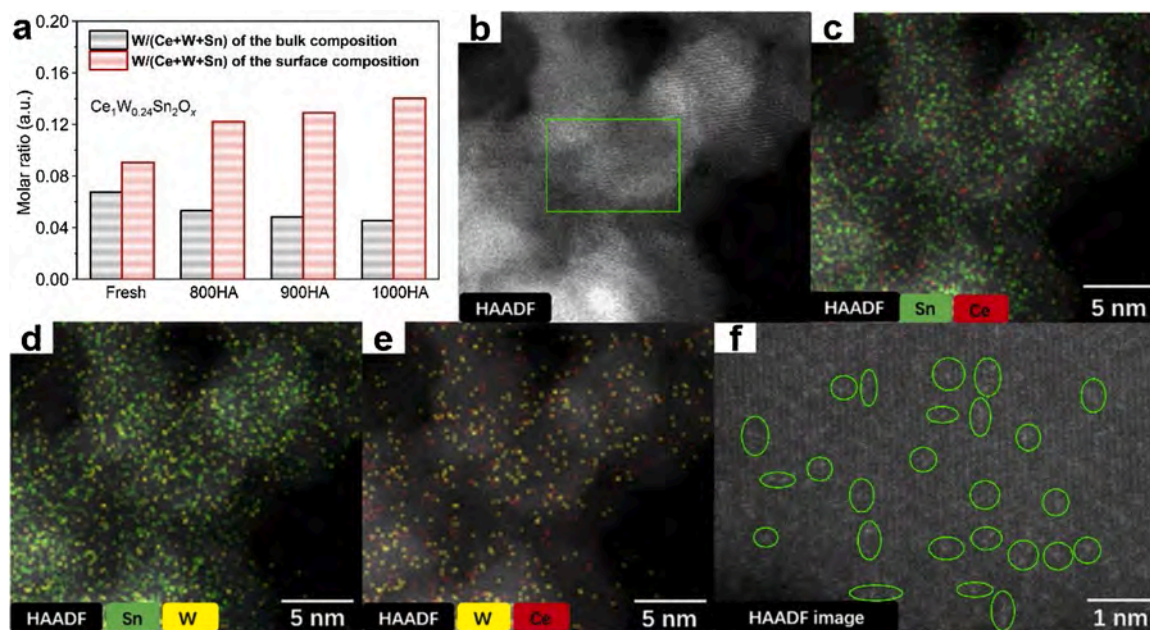 a
0.20
0.16
0.12
0.08
0.04
0.00
Molar ratio (a.u.)
W/(Ce+W+Sn) of the bulk composition
W/(Ce+W+Sn) of the surface composition
Ce₁W₀.₂₄Sn₂Oₓ
Fresh 800HA 900HA 1000HA
b
HAADF
c
HAADF Sn Ce
5 nm
d
HAADF Sn W
5 nm
e
HAADF W Ce
5 nm
f
HAADF image
1 nm